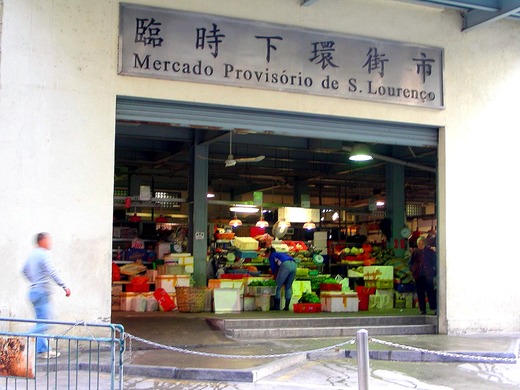 臨時下環街市
Mercado Provisório de S. Lourenço